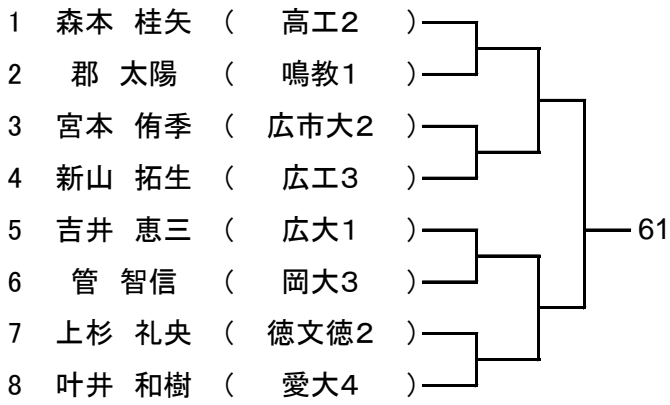 1 森本 桂矢 ( 高工2 )
2 郡 太陽 ( 鳴教1 )
3 宮本 侑季 ( 広市大2 )
4 新山 拓生 ( 広工3 )
5 吉井 恵三 ( 広大1 )
61
6 管 智信 ( 岡大3 )
7 上杉 礼央 ( 徳文徳2 )
8 叶井 和樹 ( 愛大4 )